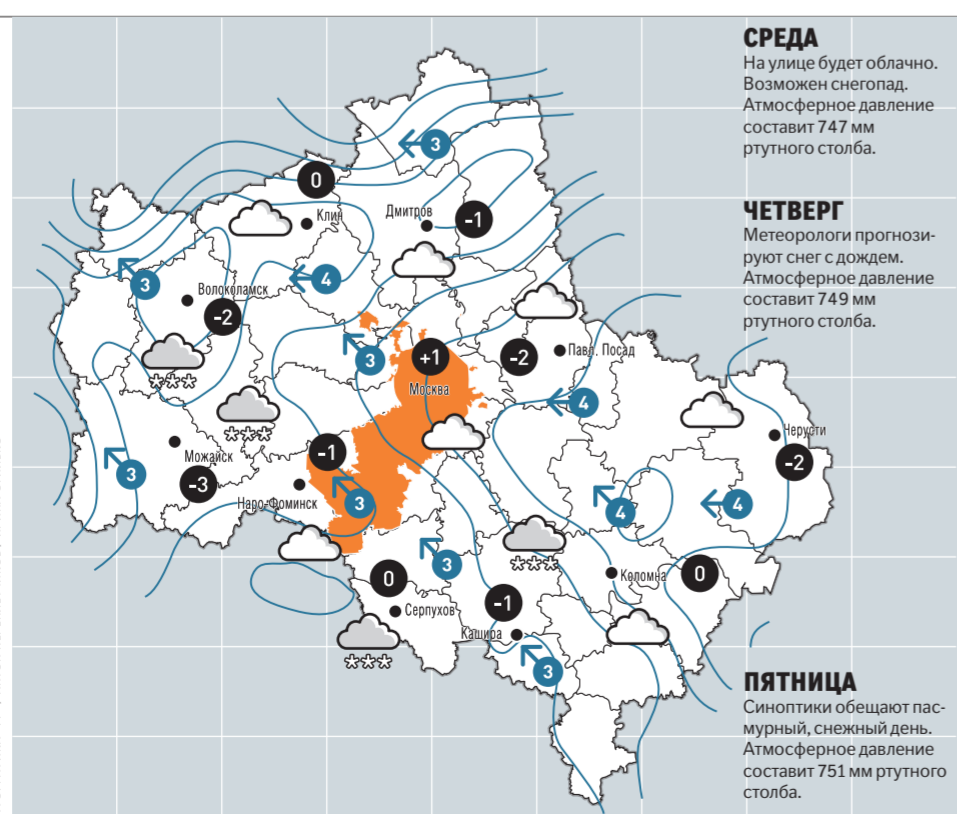 СРЕДА
На улице будет облачно.
Возможен снегопад.
Атмосферное давление
составит 747 мм
ртутного столба.
ЧЕТВЕРГ
Метеорологи прогнози-
руют снег с дождем.
Атмосферное давление
составит 749 мм
ртутного столба.
ПЯТНИЦА
Синоптики обещают пас-
мурный, снежный день.
Атмосферное давление
составит 751 мм ртутного
столба.
3
0
Клин
Дмитров
-1
3
4
Волоколамск
-2
3
+1
-2
Павл. Посад
Москва
4
Черусти
-1
-2
Можайск
3
-3
Наро-Фоминск
3
4
4
3
0
Коломна
0
-1
Серпухов
Кашира
3
***
***
***
***